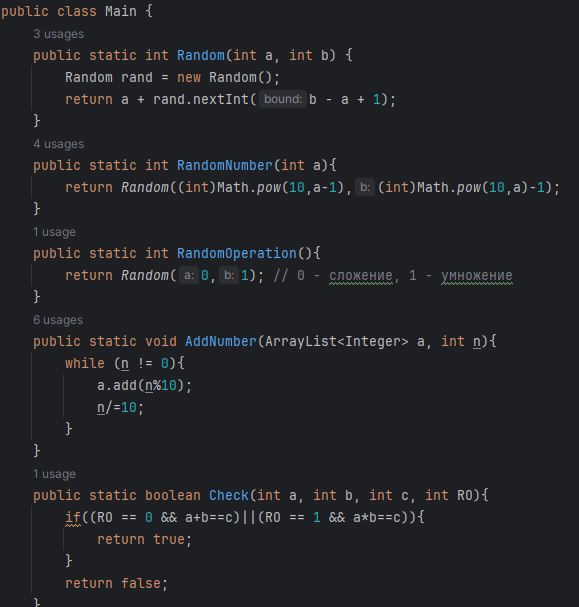 public class Main {
3 usages
public static int Random(int a, int b) {
Random rand = new Random();
return a + rand.nextInt( bound: b - a + 1);
}
4 usages
public static int RandomNumber(int a){
return Random((int)Math.pow(10,a-1), b: (int)Math.pow(10,a)-1);
}
1 usage
public static int RandomOperation(){
return Random( a: 0, b: 1); // 0 - сложение, 1 - умножение
}
6 usages
public static void AddNumber(ArrayList<Integer> a, int n){
while (n != 0){
a.add(n%10);
n/=10;
}
}
1 usage
public static boolean Check(int a, int b, int c, int RO){
if((RO == 0 && a+b==c)||(RO == 1 && a*b==c)){
return true;
}
return false;
}